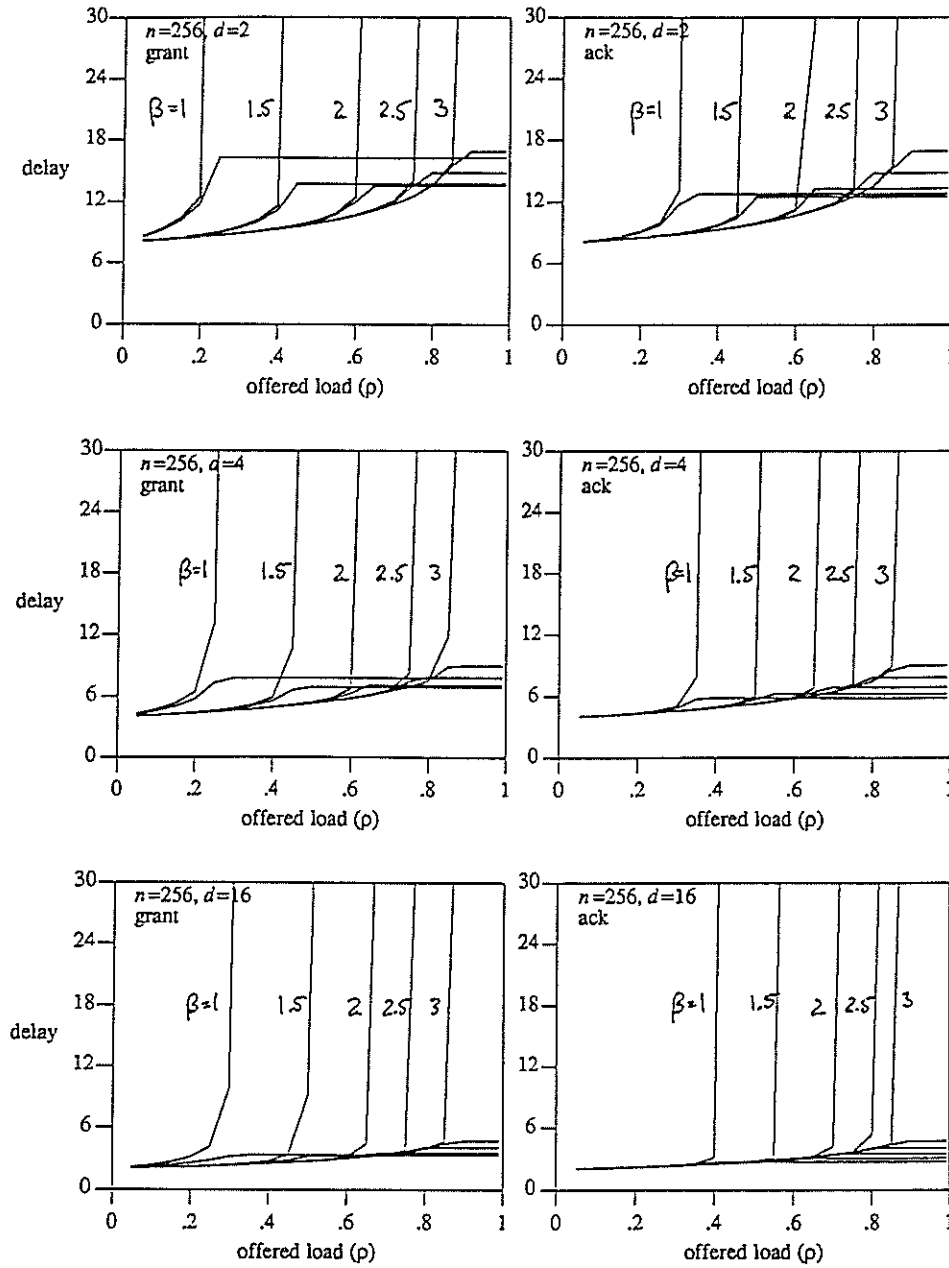 30
n=256, d=2
grant
24
β=1 1.5 2 2.5 3
18
delay
12
6
0
0 .2 .4 .6 .8 1
offered load (ρ)
30
n=256, d=2
ack
24
β=1 1.5 2 2.5 3
18
12
6
0
0 .2 .4 .6 .8 1
offered load (ρ)
30
n=256, d=4
grant
24
18
β=1 1.5 2 2.5 3
delay
12
6
0
0 .2 .4 .6 .8 1
offered load (ρ)
30
n=256, d=4
ack
24
18
β=1 1.5 2 2.5 3
12
6
0
0 .2 .4 .6 .8 1
offered load (ρ)
30
n=256, d=16
grant
24
18
β=1 1.5 2 2.5 3
delay
12
6
0
0 .2 .4 .6 .8 1
offered load (ρ)
30
n=256, d=16
ack
24
18
β=1 1.5 2 2.5 3
12
6
0
0 .2 .4 .6 .8 1
offered load (ρ)